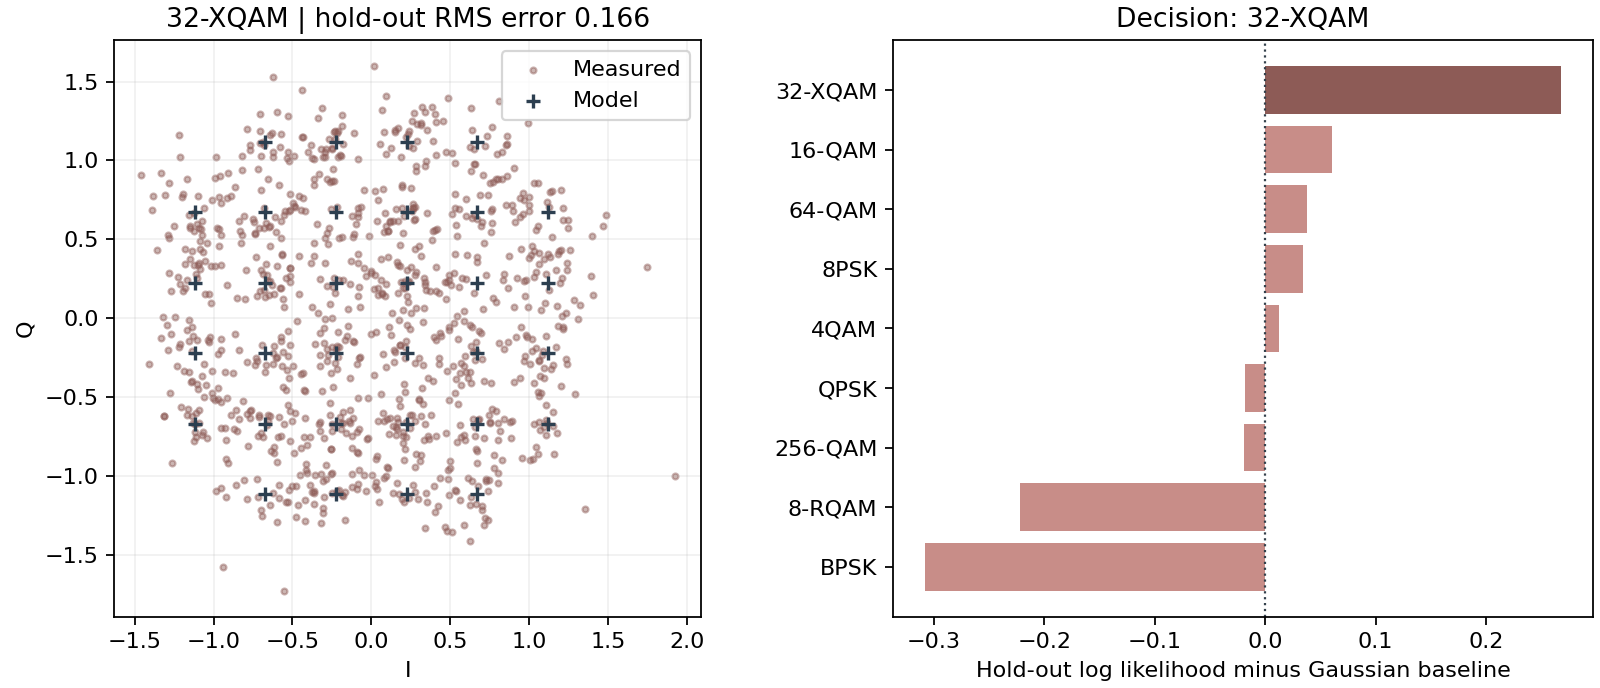 32-XQAM | hold-out RMS error 0.166
Measured
Model
1.5
1.0
0.5
0.0
−0.5
−1.0
−1.5
Q
−1.5
−1.0
−0.5
0.0
0.5
1.0
1.5
2.0
I
Decision: 32-XQAM
32-XQAM
16-QAM
64-QAM
8PSK
4QAM
QPSK
256-QAM
8-RQAM
BPSK
−0.3
−0.2
−0.1
0.0
0.1
0.2
Hold-out log likelihood minus Gaussian baseline